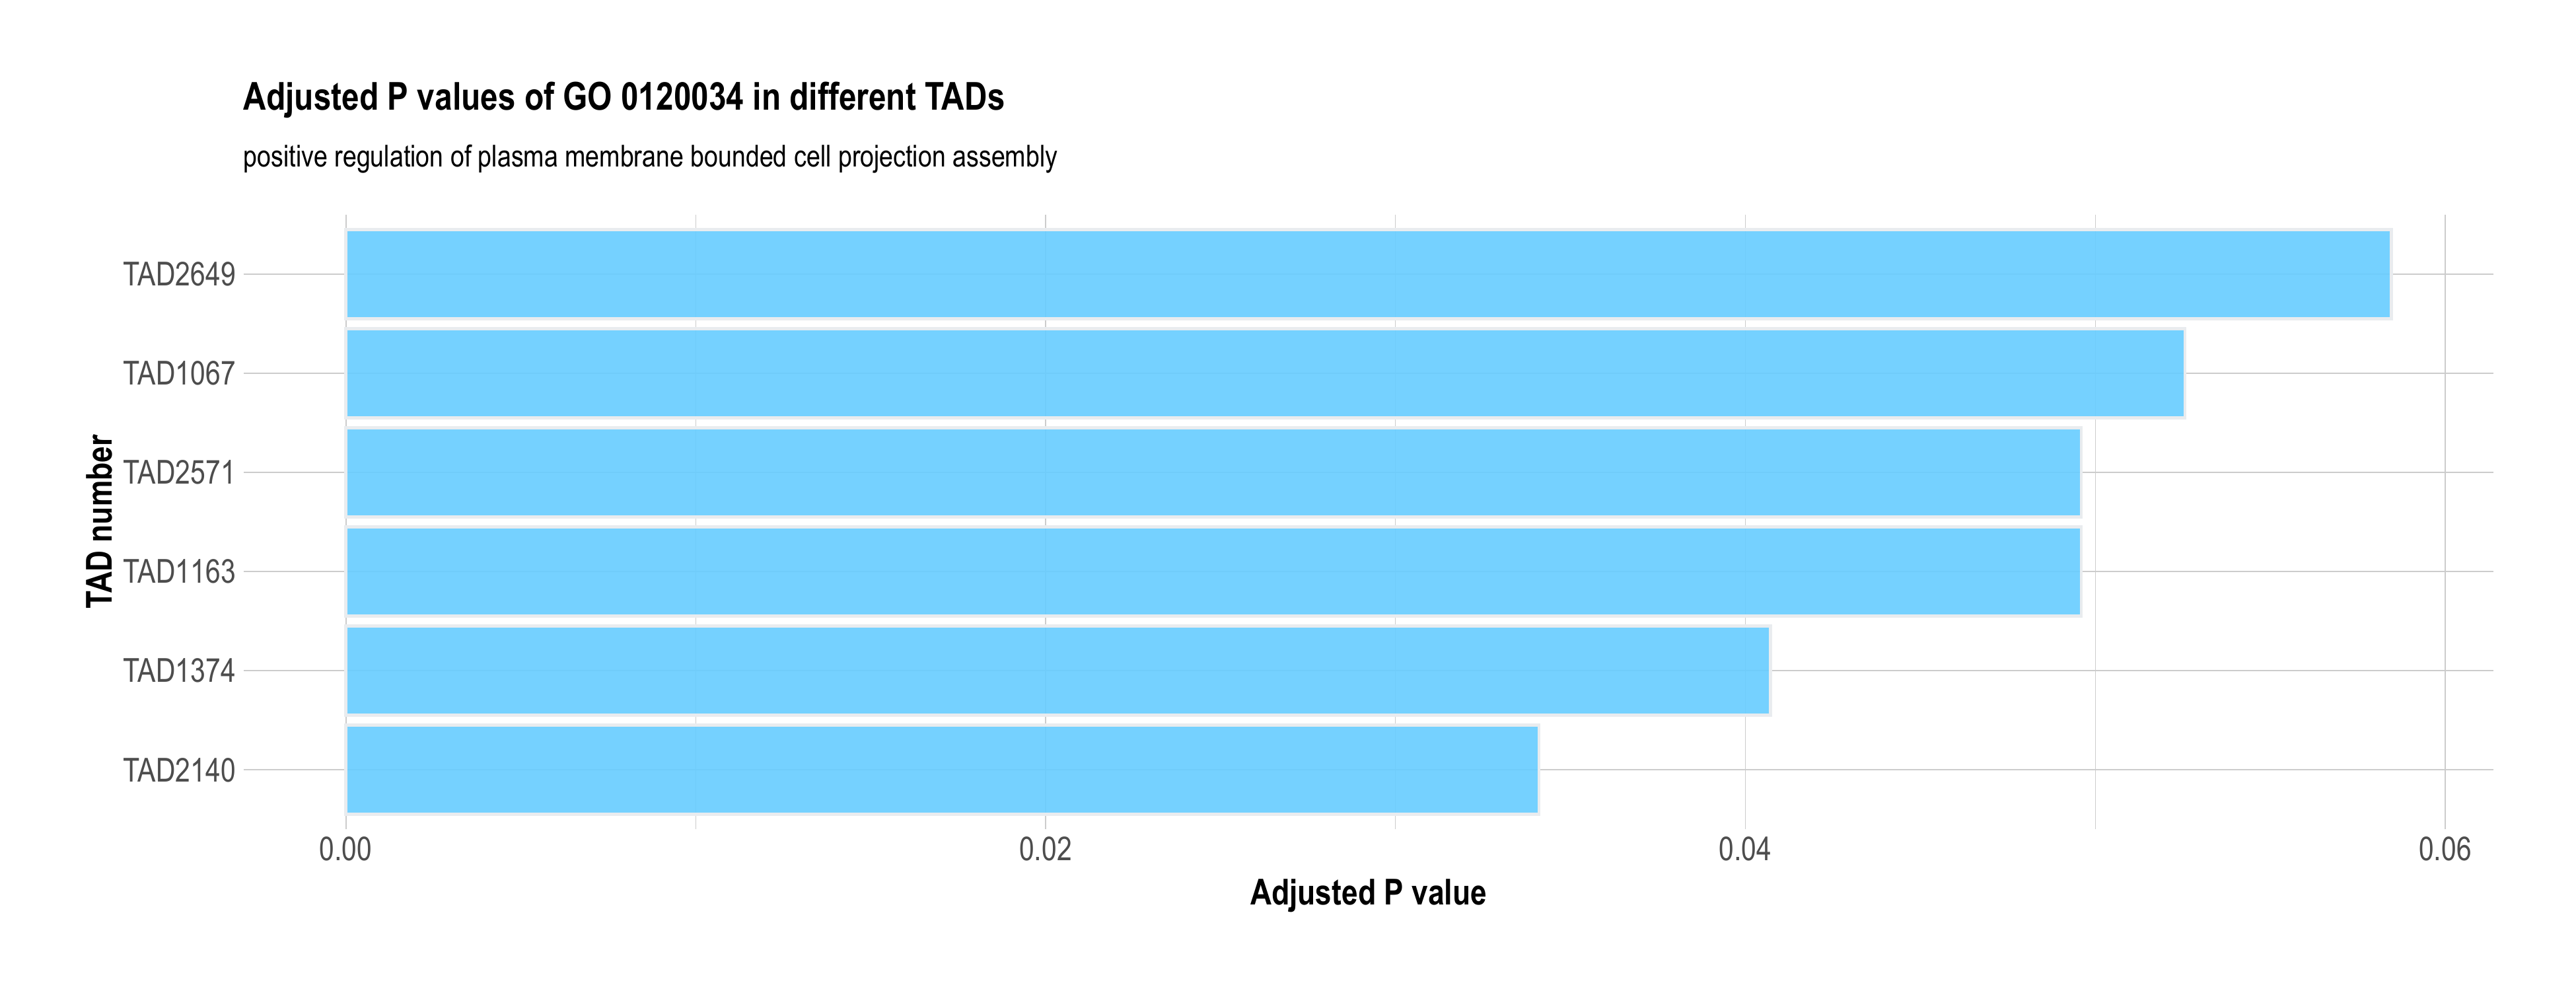 Adjusted P values of GO 0120034 in different TADs
positive regulation of plasma membrane bounded cell projection assembly
TAD number
TAD2649
TAD1067
TAD2571
TAD1163
TAD1374
TAD2140
0.00 0.02 0.04 0.06
Adjusted P value